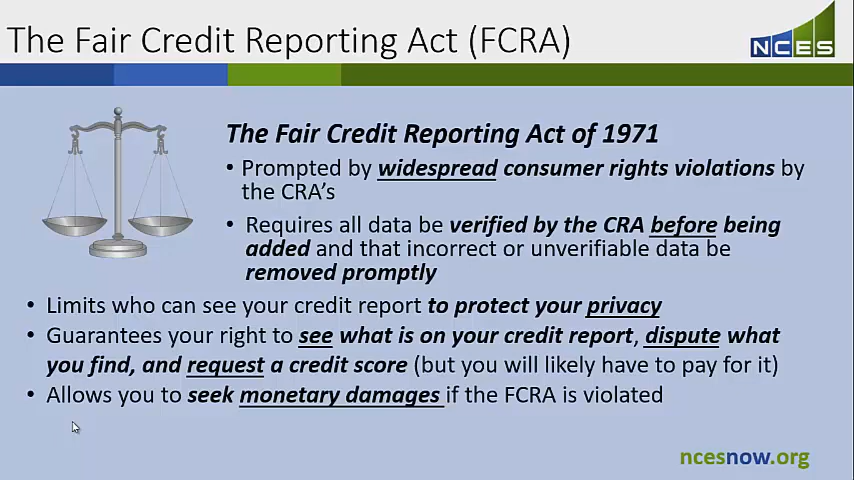 The Fair Credit Reporting Act (FCRA)
NCES
The Fair Credit Reporting Act of 1971
• Prompted by widespread consumer rights violations by
the CRA's
• Requires all data be verified by the CRA before being
added and that incorrect or unverifiable data be
removed promptly
• Limits who can see your credit report to protect your privacy
• Guarantees your right to see what is on your credit report, dispute what
you find, and request a credit score (but you will likely have to pay for it)
• Allows you to seek monetary damages if the FCRA is violated
ncesnow.org